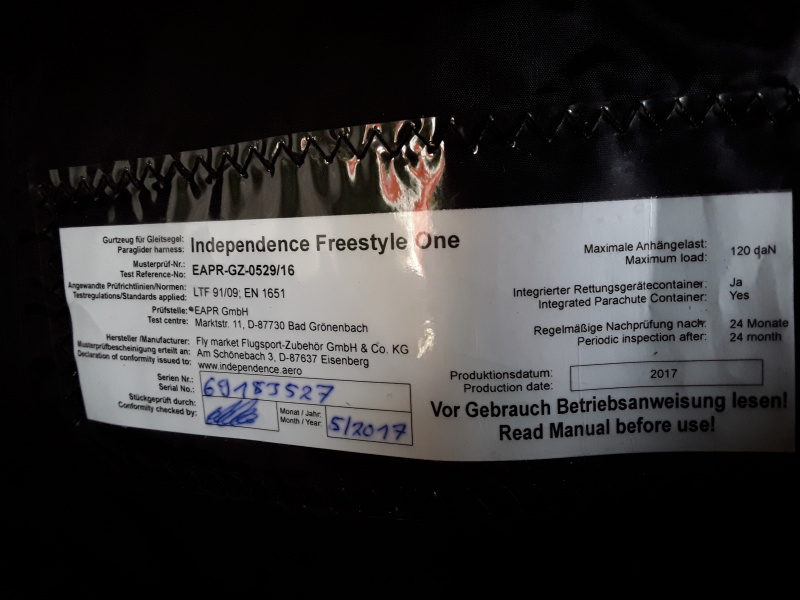 Gurtzeug für Gleitsegel: Independence Freestyle One
Paraglider harness:
Musterprüf-Nr.: EAPR-GZ-0529/16
Test Reference-No:
Angewandte Prüfrichtlinien/Normen: LTF 91/09; EN 1651
Testregulations/Standards applied:
Prüfstelle: EAPR GmbH
Test centre: Marktstr. 11, D-87730 Bad Grönenbach
Hersteller /Manufacturer: Fly market Flugsport-Zubehör GmbH & Co. KG
Musterprüfbescheinigung erteilt an: Am Schönebach 3, D-87637 Eisenberg
Declaration of conformity issued to: www.independence.aero
Serien Nr.: 69183527
Serial No.:
Stückgeprüft durch:
Conformity checked by:
Monat / Jahr: 5/2017
Month / Year:
Maximale Anhängelast: 120 daN
Maximum load:
Integrierter Rettungsgerätecontainer: Ja
Integrated Parachute Container: Yes
Regelmäßige Nachprüfung nach: 24 Monate
Periodic inspection after: 24 month
Produktionsdatum: 2017
Production date:
Vor Gebrauch Betriebsanweisung lesen!
Read Manual before use!